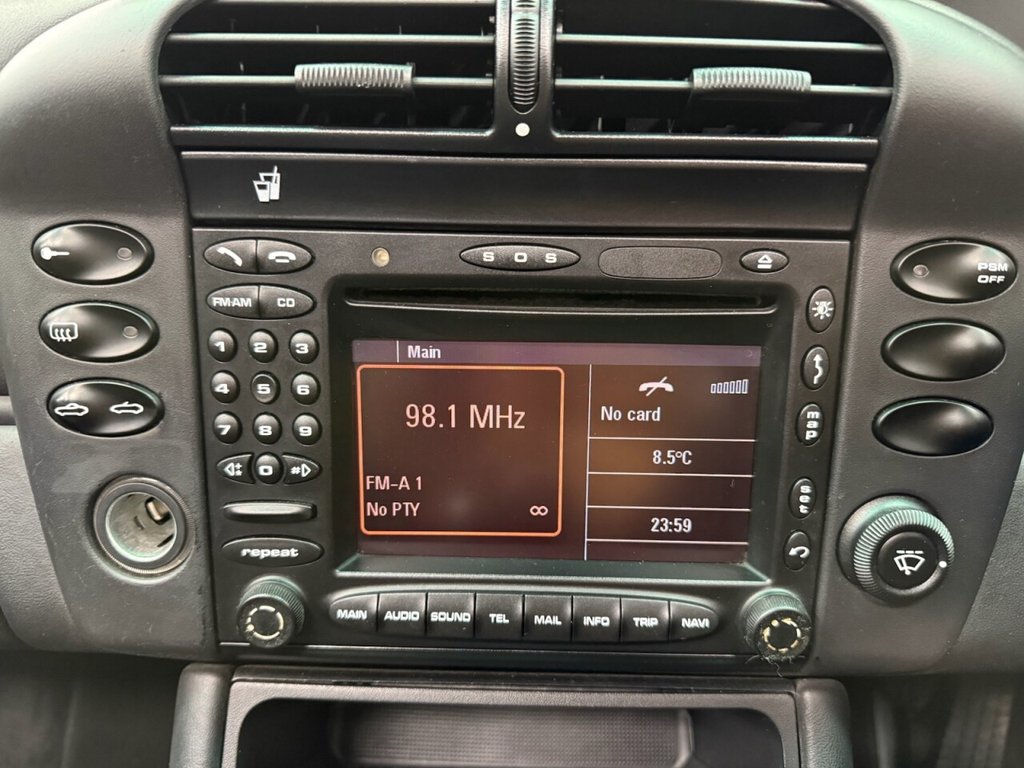 SOS
PSM
OFF
FM·AM
CD
1 2 3
4 5 6
7 8 9
0 #
map
set
repeat
Main
98.1 MHz
FM-A 1
No PTY
∞
No card
8.5°C
23:59
MAIN AUDIO SOUND TEL MAIL INFO TRIP NAVI